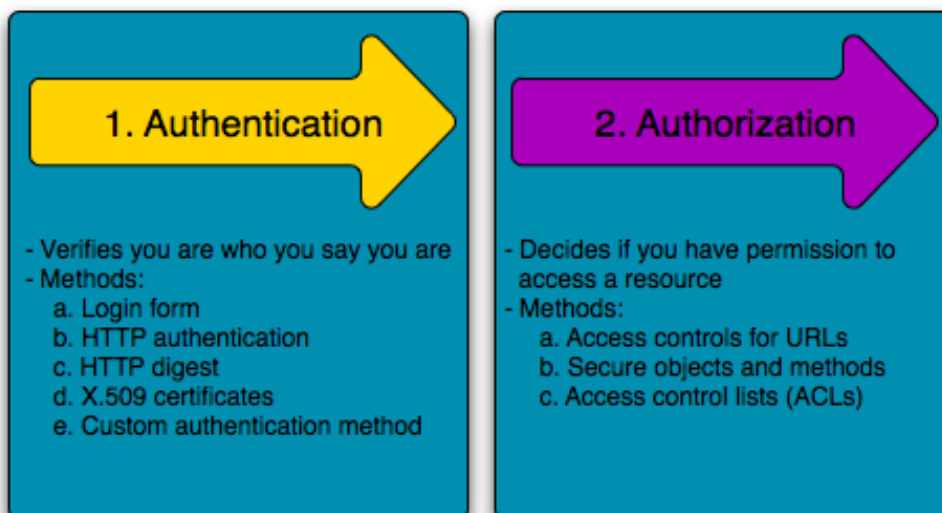 1. Authentication
- Verifies you are who you say you are
- Methods:
a. Login form
b. HTTP authentication
c. HTTP digest
d. X.509 certificates
e. Custom authentication method
2. Authorization
- Decides if you have permission to
access a resource
- Methods:
a. Access controls for URLs
b. Secure objects and methods
c. Access control lists (ACLs)